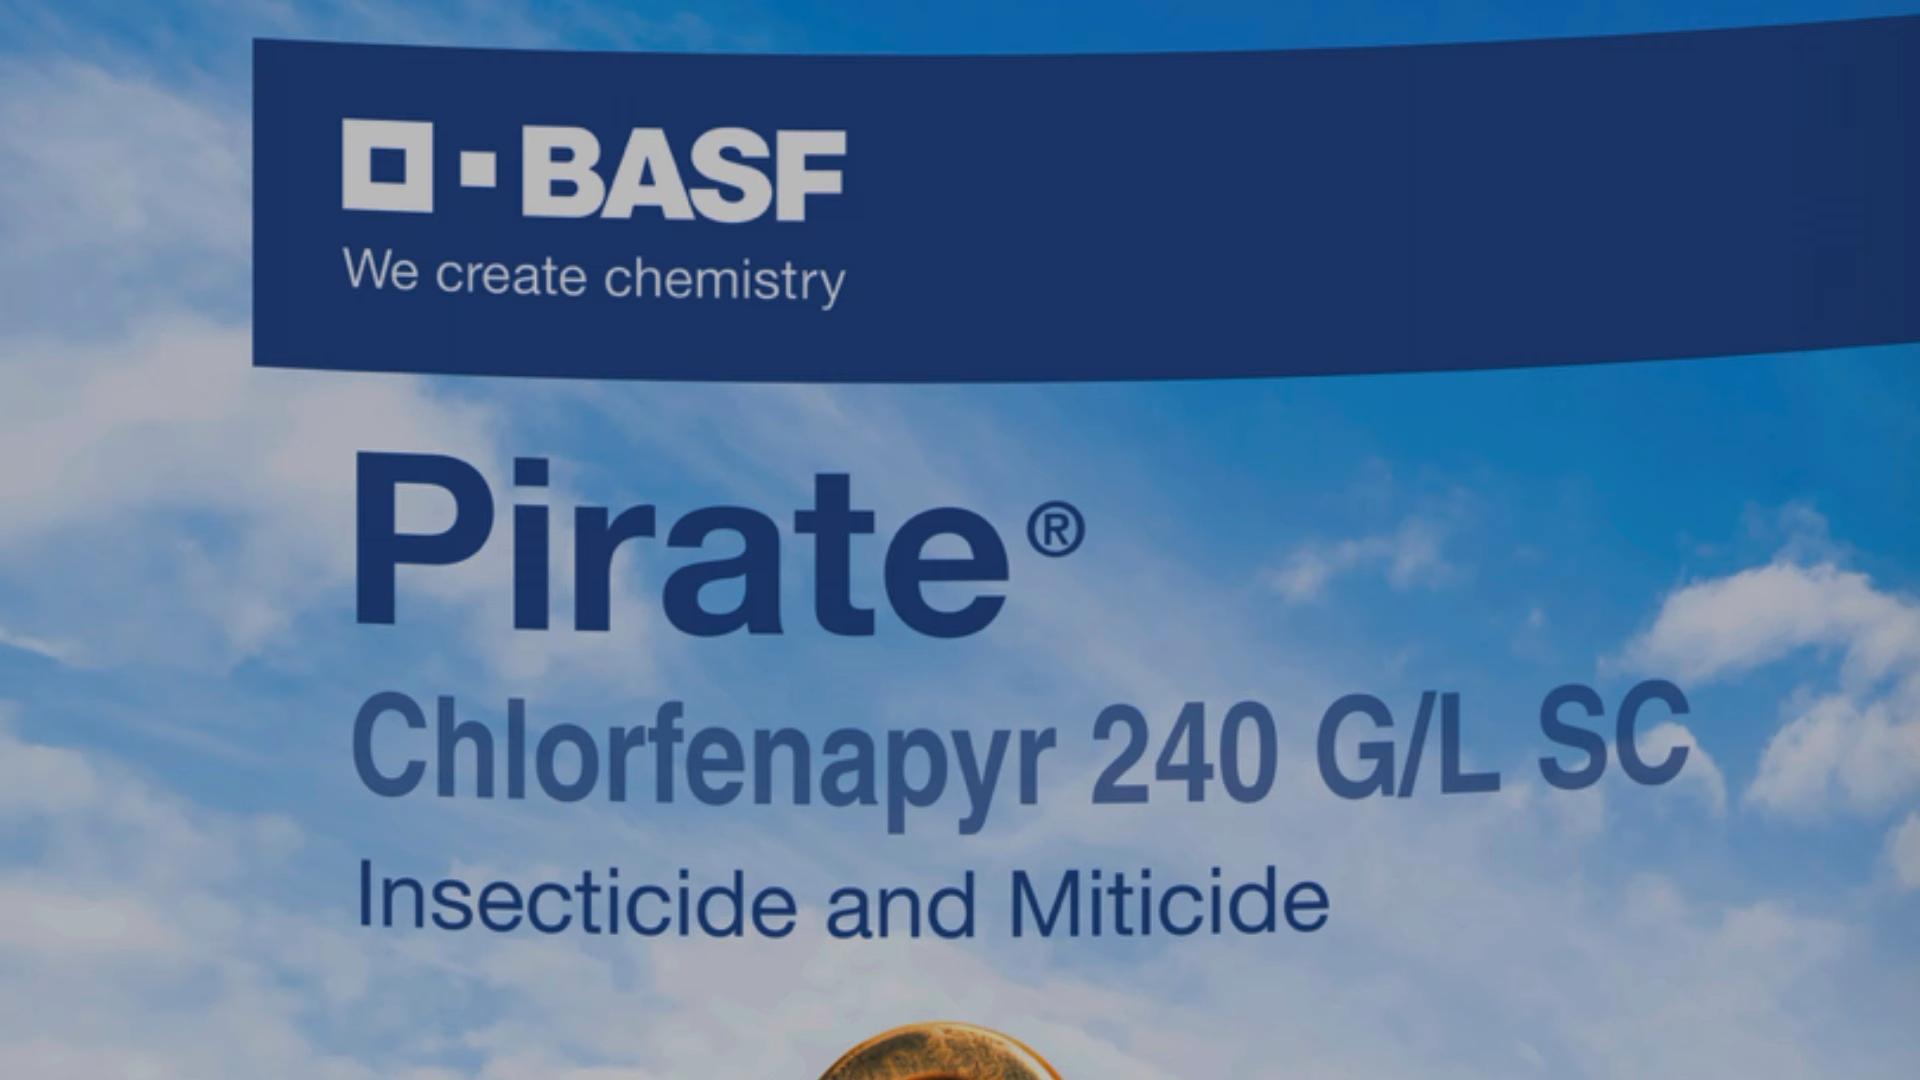 BASF
We create chemistry
Pirate®
Chlorfenapyr 240 G/L SC
Insecticide and Miticide